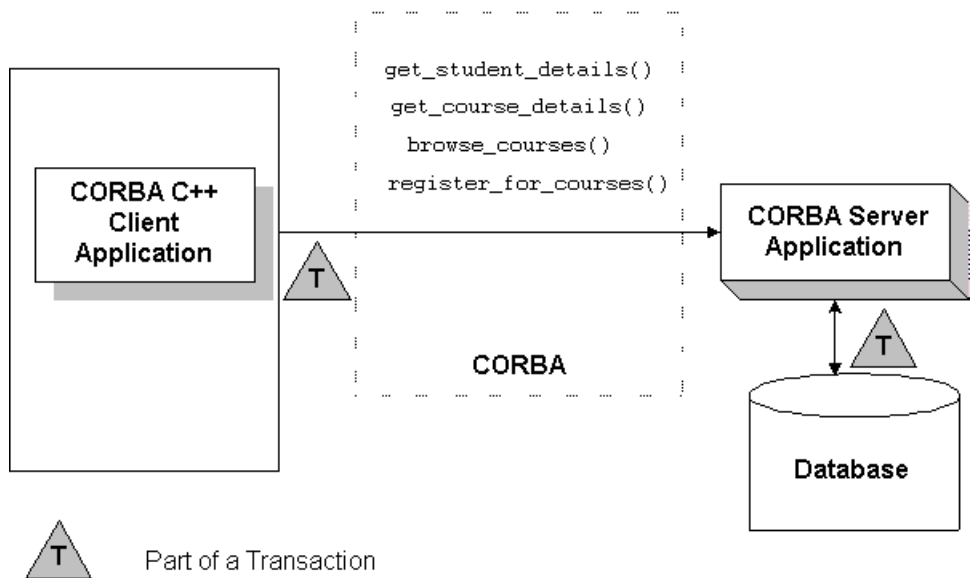 get_student_details()
get_course_details()
browse_courses()
register_for_courses()
CORBA C++
Client
Application
T
CORBA Server
Application
T
CORBA
Database
T
Part of a Transaction